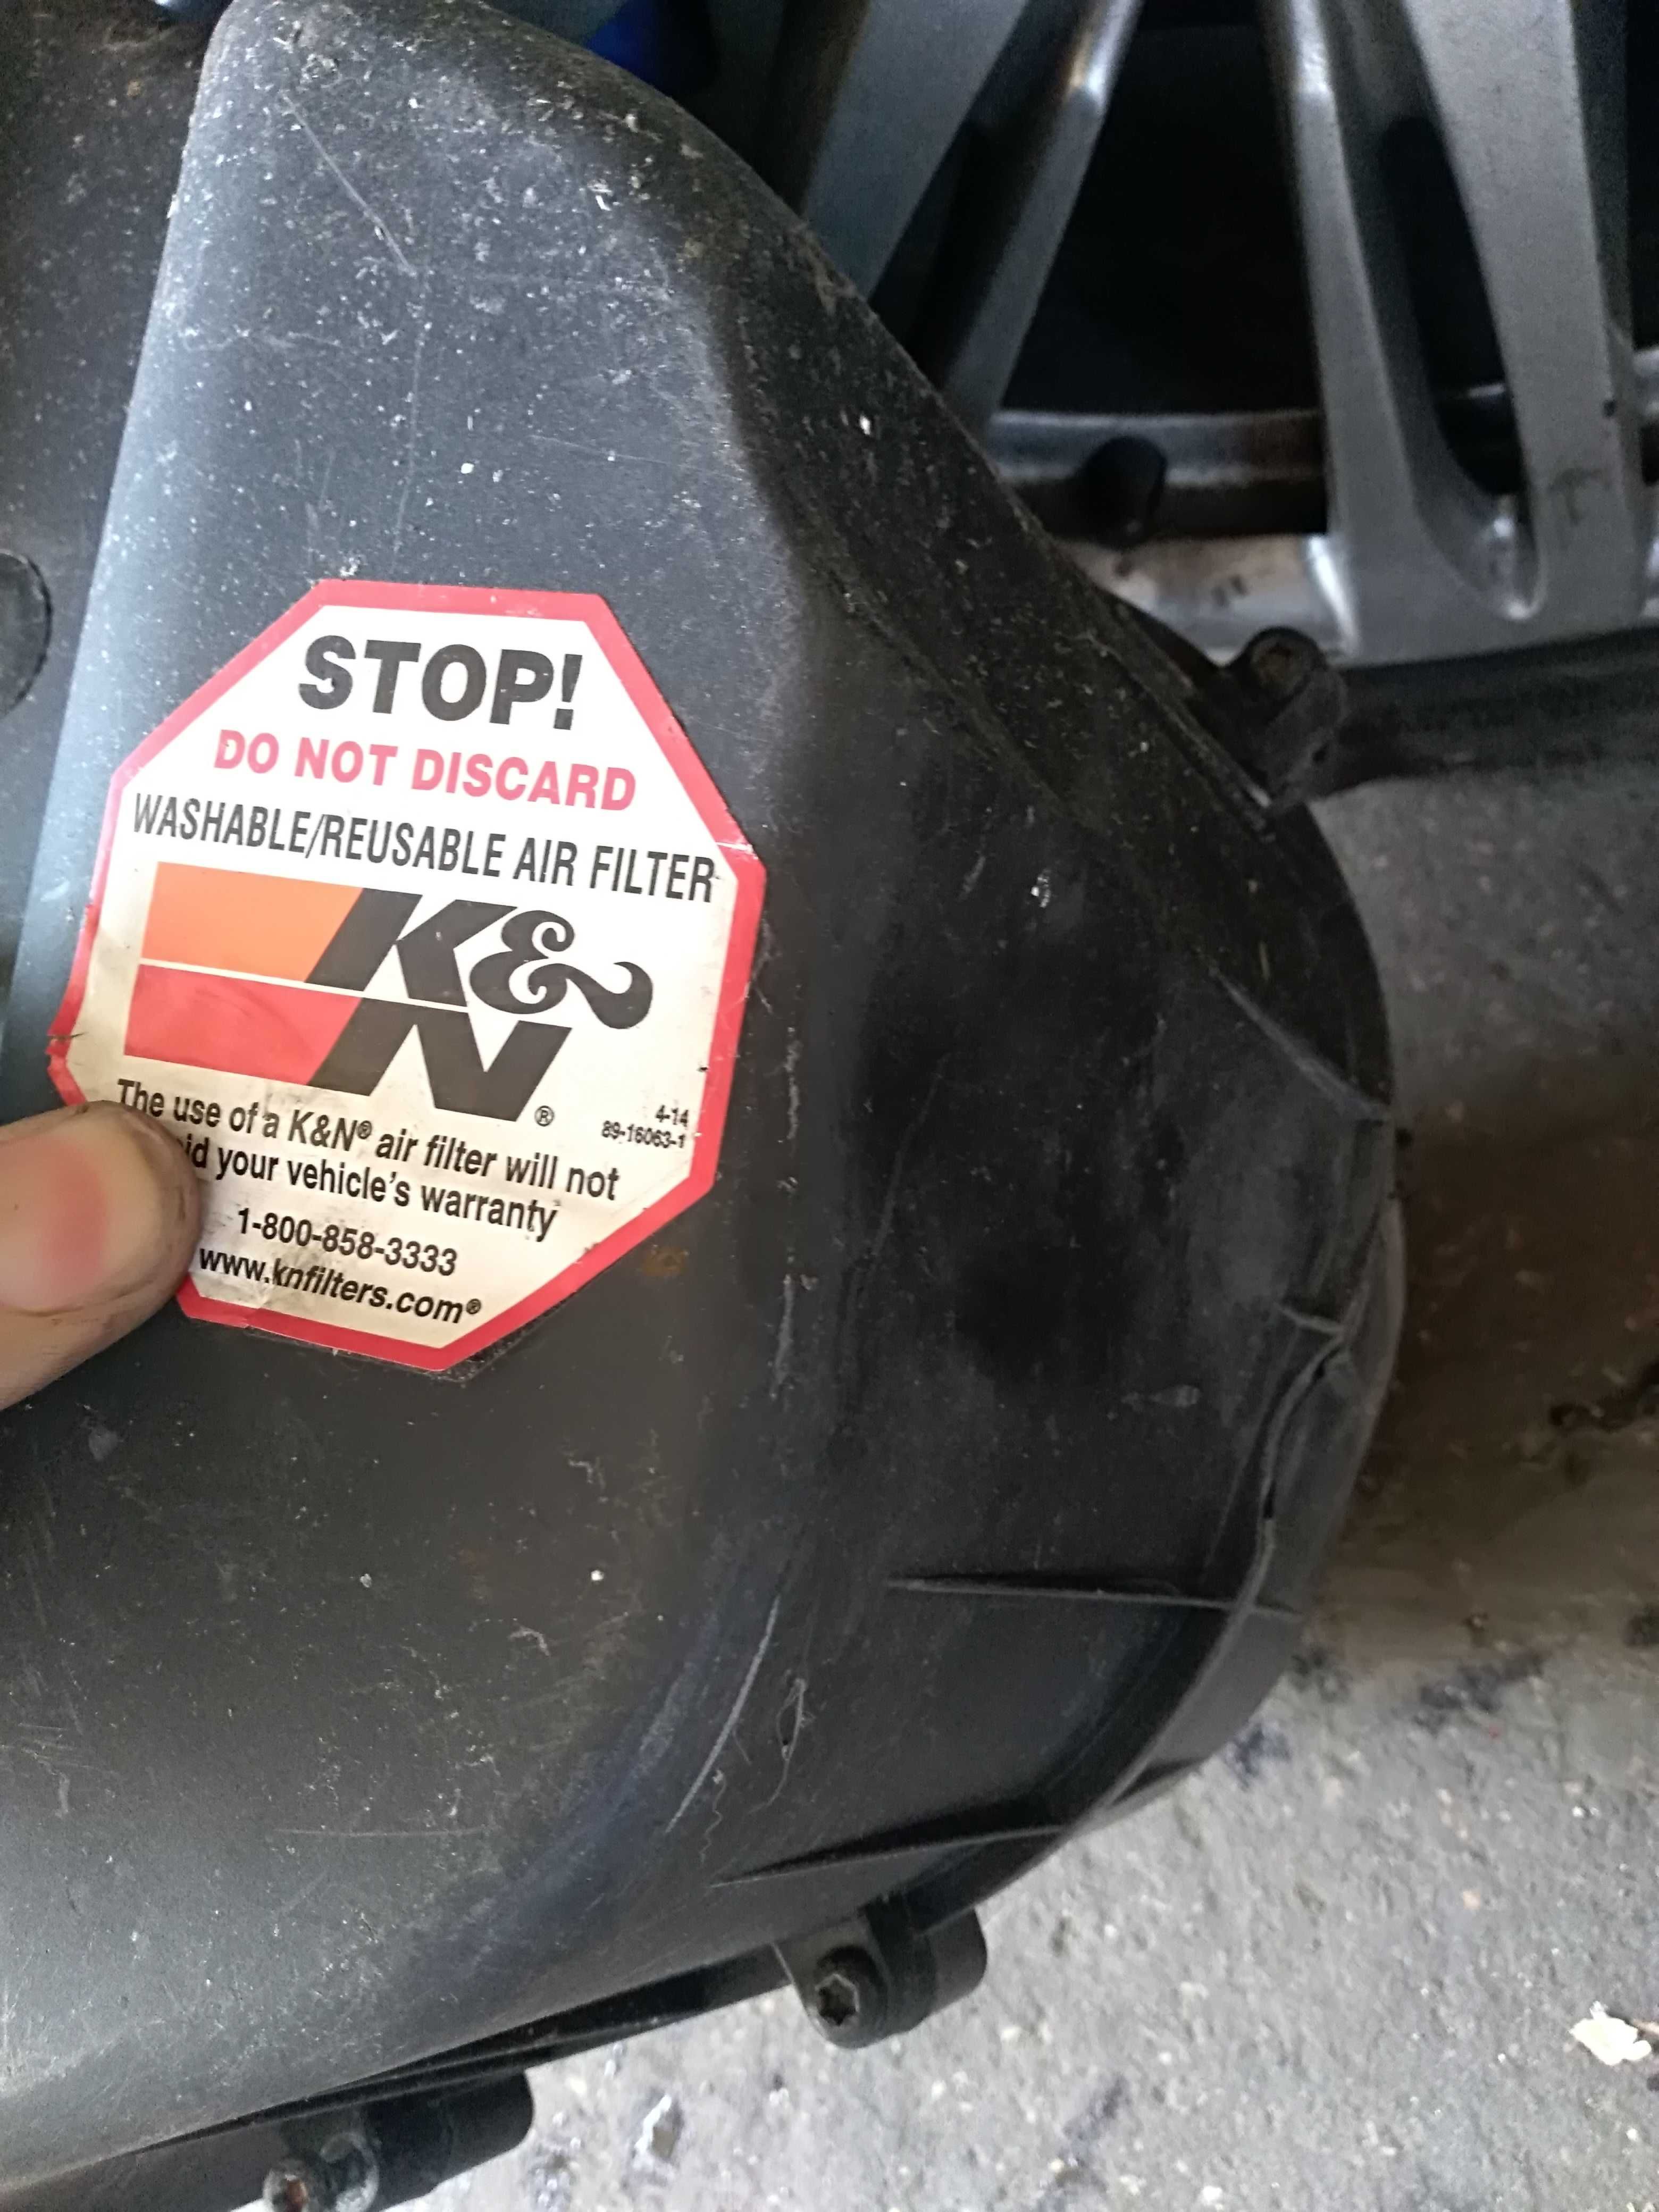 STOP!
DO NOT DISCARD
WASHABLE/REUSABLE AIR FILTER
K&N®
4-14
89-16063-1
The use of a K&N® air filter will not
your vehicle's warranty
1-800-858-3333
www.knfilters.com®